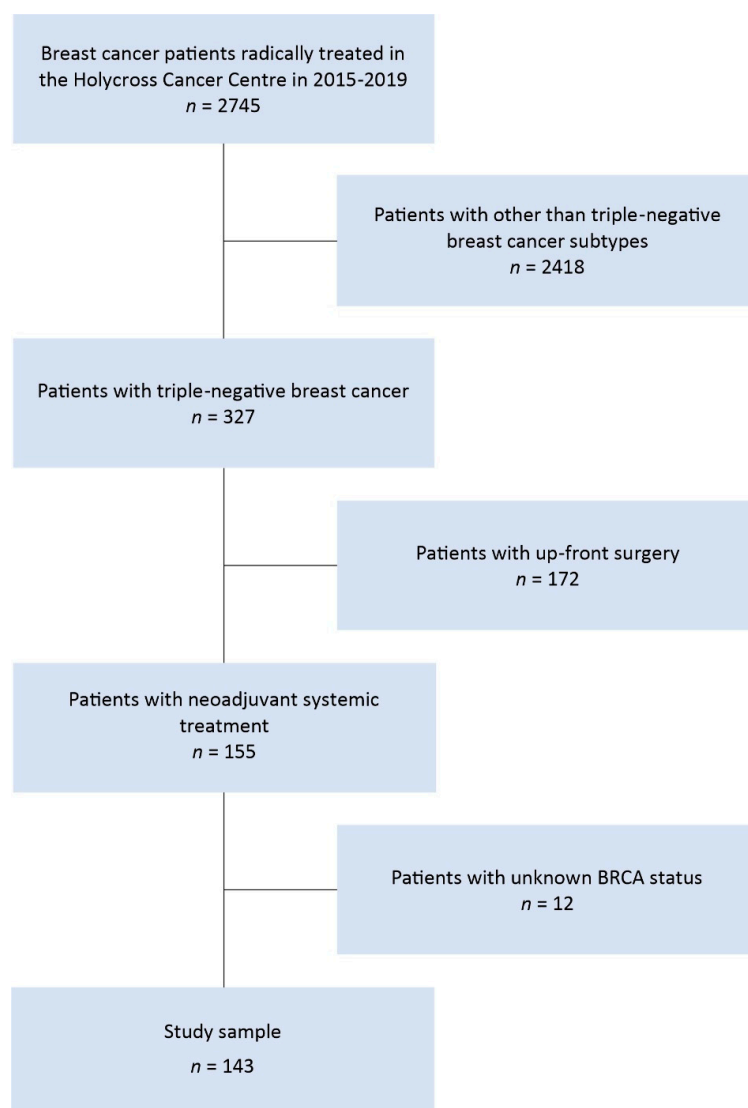 Breast cancer patients radically treated in
the Holycross Cancer Centre in 2015-2019
n = 2745
Patients with other than triple-negative
breast cancer subtypes
n = 2418
Patients with triple-negative breast cancer
n = 327
Patients with up-front surgery
n = 172
Patients with neoadjuvant systemic
treatment
n = 155
Patients with unknown BRCA status
n = 12
Study sample
n = 143